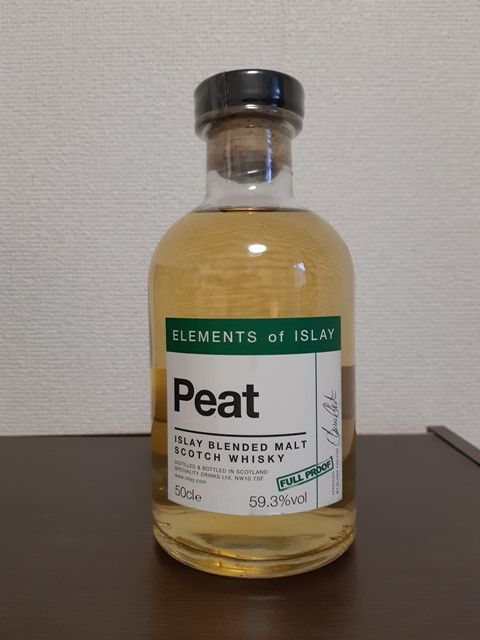 ELEMENTS of ISLAY
Peat
ISLAY BLENDED MALT
SCOTCH WHISKY
DISTILLED & BOTTLED IN SCOTLAND
SPECIALITY DRINKS Ltd, NW10 7SF
www.islay.com
FULL PROOF
50cle
59.3%vol